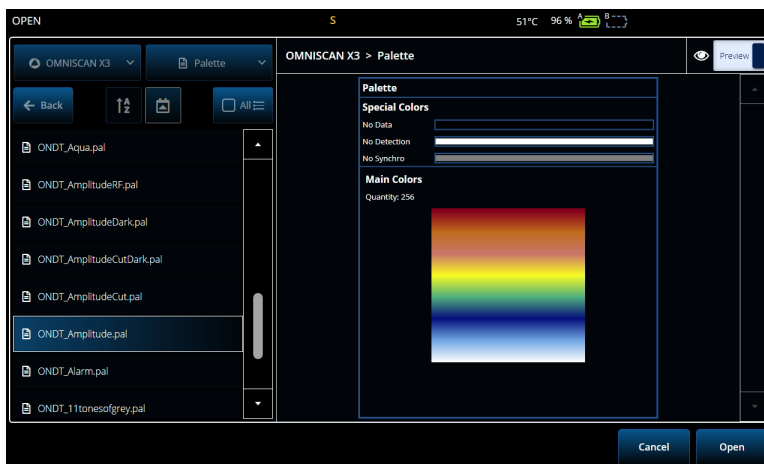 OPEN S 51°C 96 % A B
OMNISCAN X3 Palette OMNISCAN X3 > Palette Preview
Back A Z All
Palette
Special Colors
No Data
No Detection
No Synchro
Main Colors
Quantity: 256
ONDT_Aqua.pal
ONDT_AmplitudeRF.pal
ONDT_AmplitudeDark.pal
ONDT_AmplitudeCutDark.pal
ONDT_AmplitudeCut.pal
ONDT_Amplitude.pal
ONDT_Alarm.pal
ONDT_11tonesofgrey.pal
Cancel Open